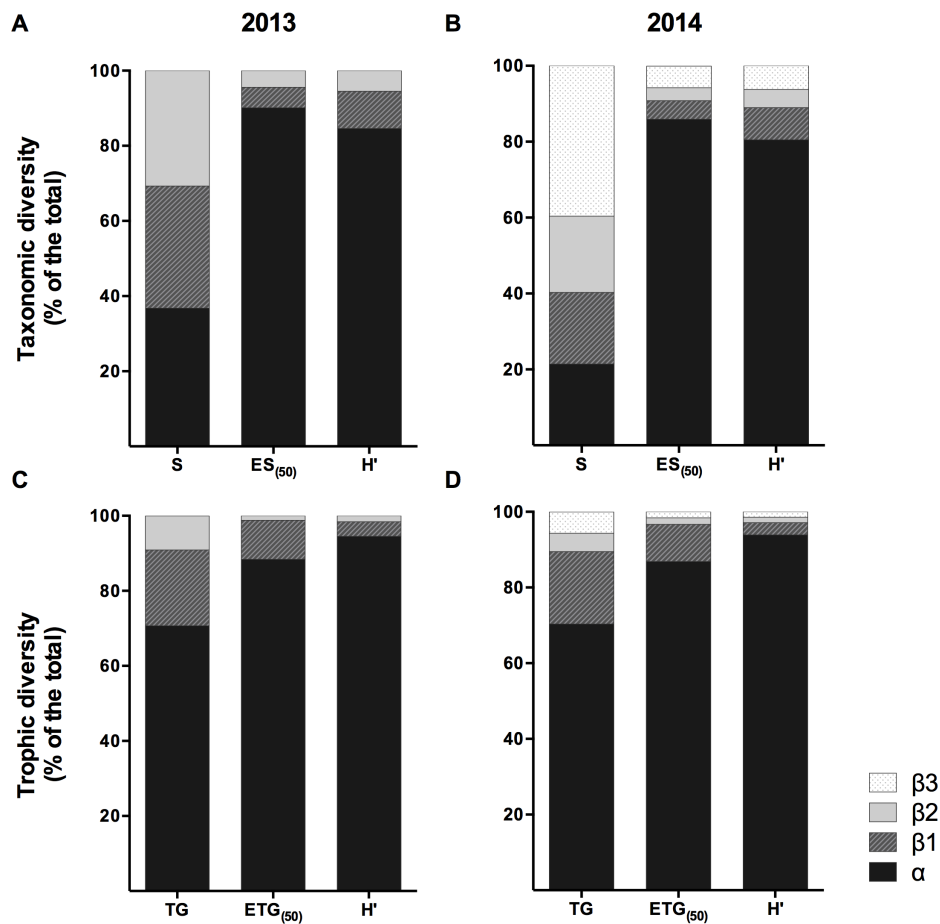 A
2013
B
2014
Taxonomic diversity
(% of the total)
100
80
60
40
20
S
ES(50)
H'
100
80
60
40
20
S
ES(50)
H'
C
D
Trophic diversity
(% of the total)
100
80
60
40
20
TG
ETG(50)
H'
100
80
60
40
20
TG
ETG(50)
H'
β3
β2
β1
α